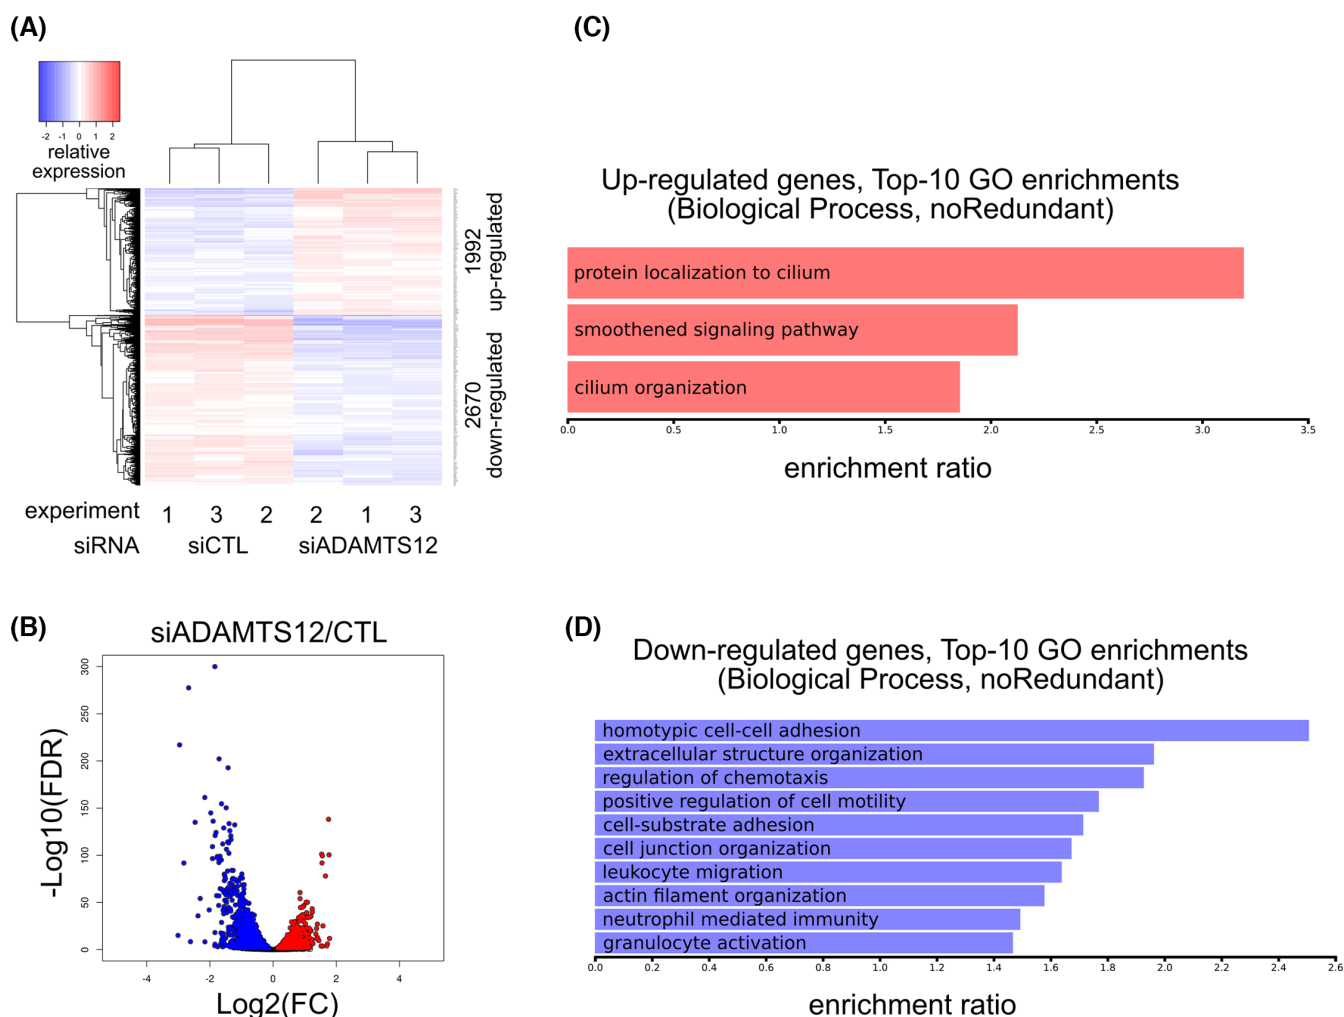 (A)
-2 -1 0 1 2
relative
expression
1992
up-regulated
2670
down-regulated
experiment 1 3 2 2 1 3
siRNA siCTL siADAMTS12
(B)
siADAMTS12/CTL
-Log10(FDR)
300
250
200
150
100
50
0
-4 -2 0 2 4
Log2(FC)
(C)
Up-regulated genes, Top-10 GO enrichments
(Biological Process, noRedundant)
protein localization to cilium
smoothened signaling pathway
cilium organization
0.0 0.5 1.0 1.5 2.0 2.5 3.0 3.5
enrichment ratio
(D)
Down-regulated genes, Top-10 GO enrichments
(Biological Process, noRedundant)
homotypic cell-cell adhesion
extracellular structure organization
regulation of chemotaxis
positive regulation of cell motility
cell-substrate adhesion
cell junction organization
leukocyte migration
actin filament organization
neutrophil mediated immunity
granulocyte activation
0.0 0.2 0.4 0.6 0.8 1.0 1.2 1.4 1.6 1.8 2.0 2.2 2.4 2.6
enrichment ratio